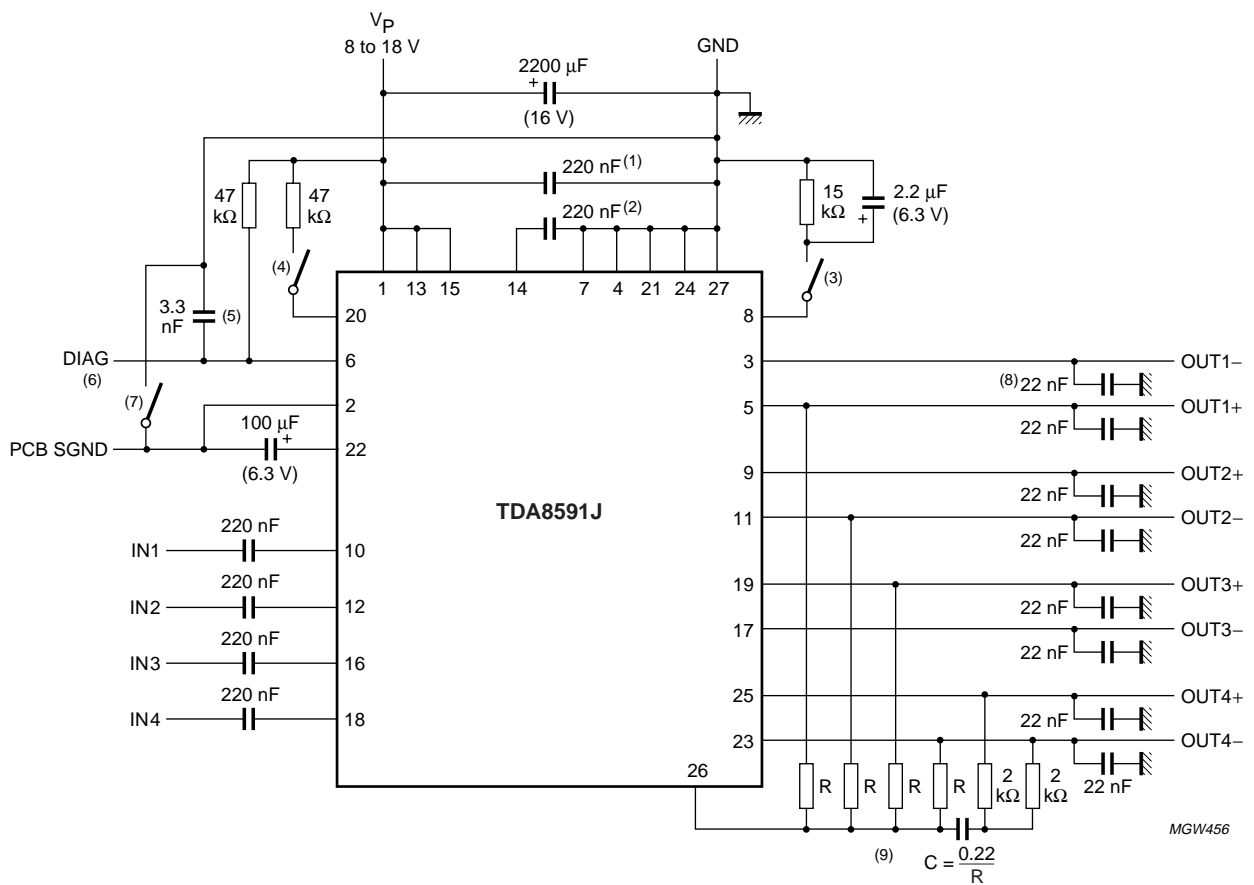 VP
8 to 18 V
GND
2200 μF
+
(16 V)
220 nF(1)
220 nF(2)
47
kΩ
47
kΩ
15
kΩ
2.2 μF
(6.3 V)
+
(4)
(3)
1 13 15 14 7 4 21 24 27
3.3
nF
(5)
20
8
DIAG
(6)
6
3
OUT1−
(7)
2
(8) 22 nF
5
OUT1+
100 μF
+
PCB SGND
22
22 nF
(6.3 V)
9
OUT2+
22 nF
TDA8591J
11
OUT2−
220 nF
IN1
10
22 nF
19
OUT3+
220 nF
IN2
12
22 nF
17
OUT3−
220 nF
IN3
16
22 nF
25
OUT4+
220 nF
IN4
18
22 nF
23
OUT4−
26
R
R
R
R
2
kΩ
2
kΩ
22 nF
(9)
C = 0.22
R
MGW456